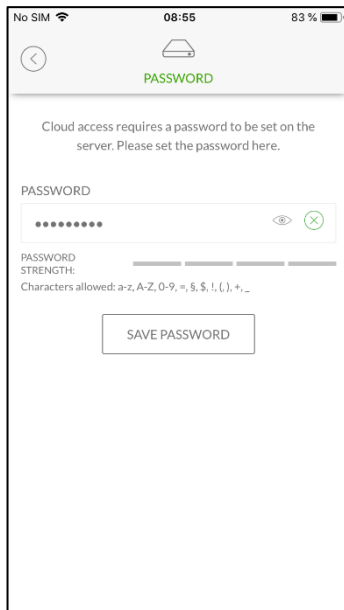 No SIM 08:55 83 %
PASSWORD
Cloud access requires a password to be set on the
server. Please set the password here.
PASSWORD
•••••••••
PASSWORD
STRENGTH:
Characters allowed: a-z, A-Z, 0-9, =, §, $, !, (, ), +, _
SAVE PASSWORD